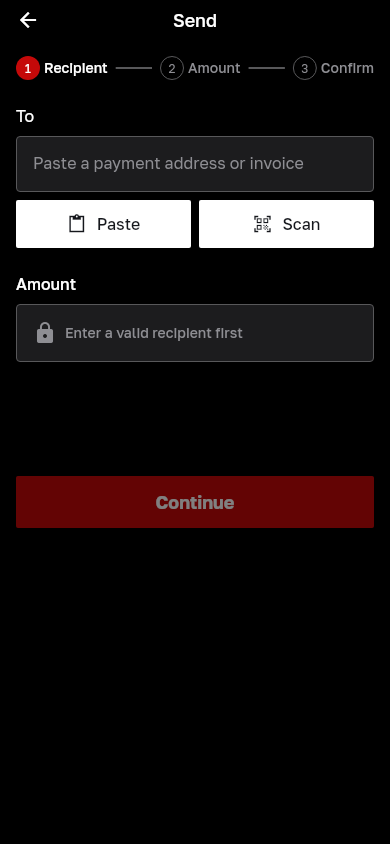 Send
1 Recipient 2 Amount 3 Confirm
To
Paste a payment address or invoice
Paste Scan
Amount
Enter a valid recipient first
Continue